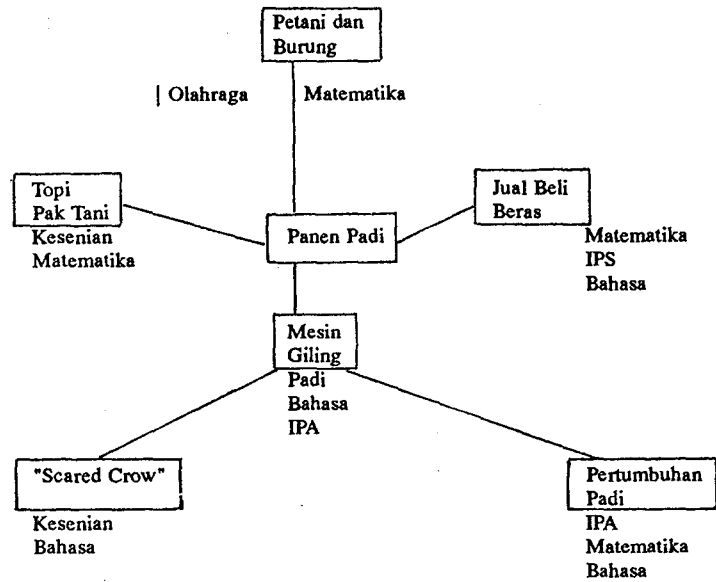 Petani dan
Burung
| Olahraga
Matematika
Topi
Pak Tani
Kesenian
Matematika
Jual Beli
Beras
Matematika
IPS
Bahasa
Panen Padi
Mesin
Giling
Padi
Bahasa
IPA
"Scared Crow"
Kesenian
Bahasa
Pertumbuhan
Padi
IPA
Matematika
Bahasa